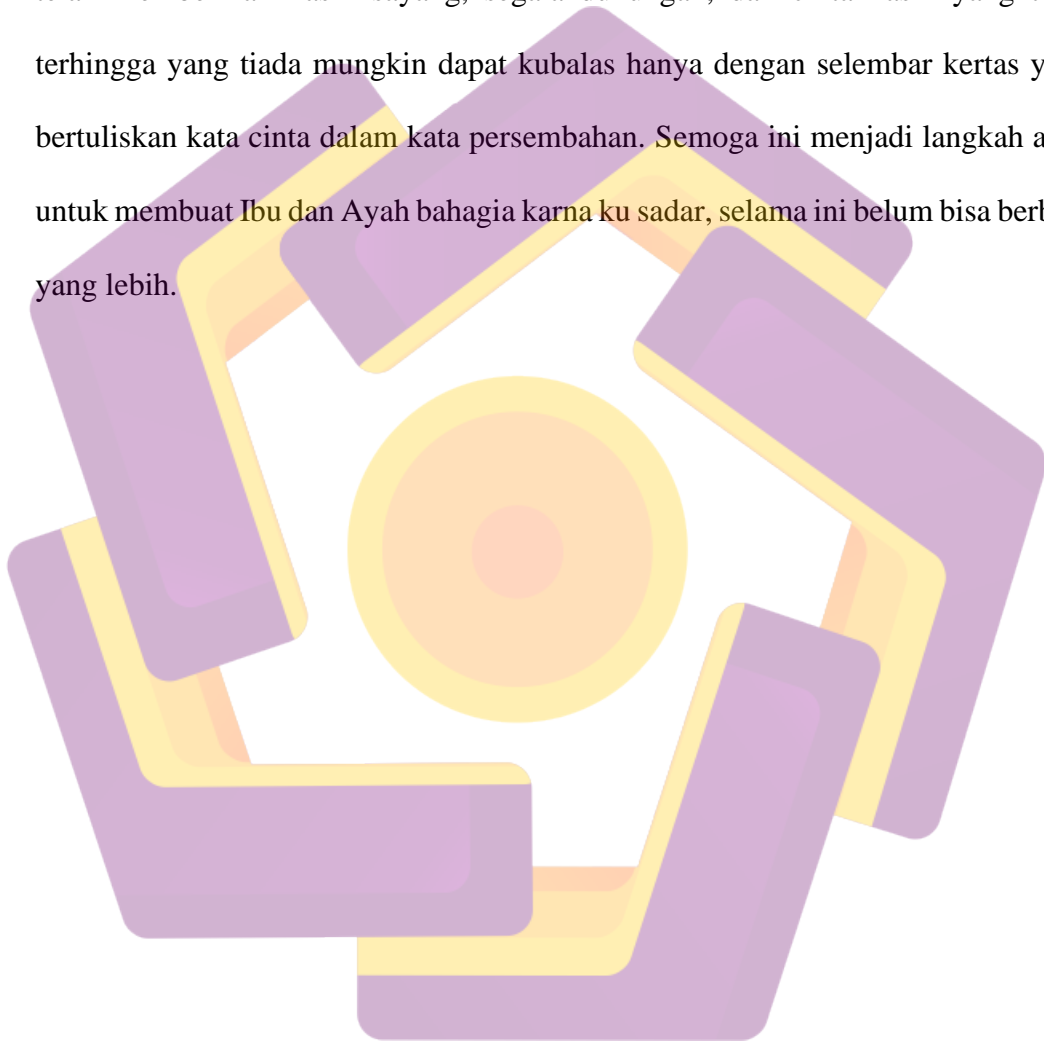 terhingga yang tiada mungkin dapat kubalas hanya dengan selembar kertas
bertuliskan kata cinta dalam kata persembahan. Semoga ini menjadi langkah
untuk membuat Ibu dan Ayah bahagia karna ku sadar, selama ini belum bisa
yang lebih.